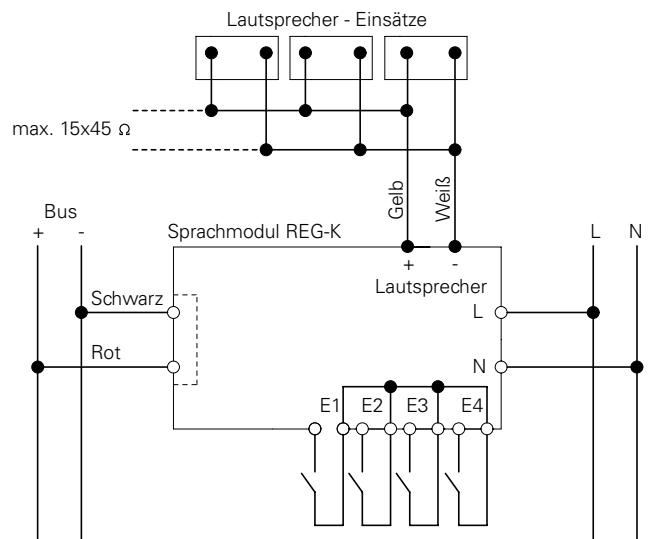 Lautsprecher - Einsätze
max. 15x45 Ω
Gelb
Weiß
Bus
+ -
Sprachmodul REG-K
L N
+ -
Lautsprecher
Schwarz
L
Rot
N
E1 E2 E3 E4